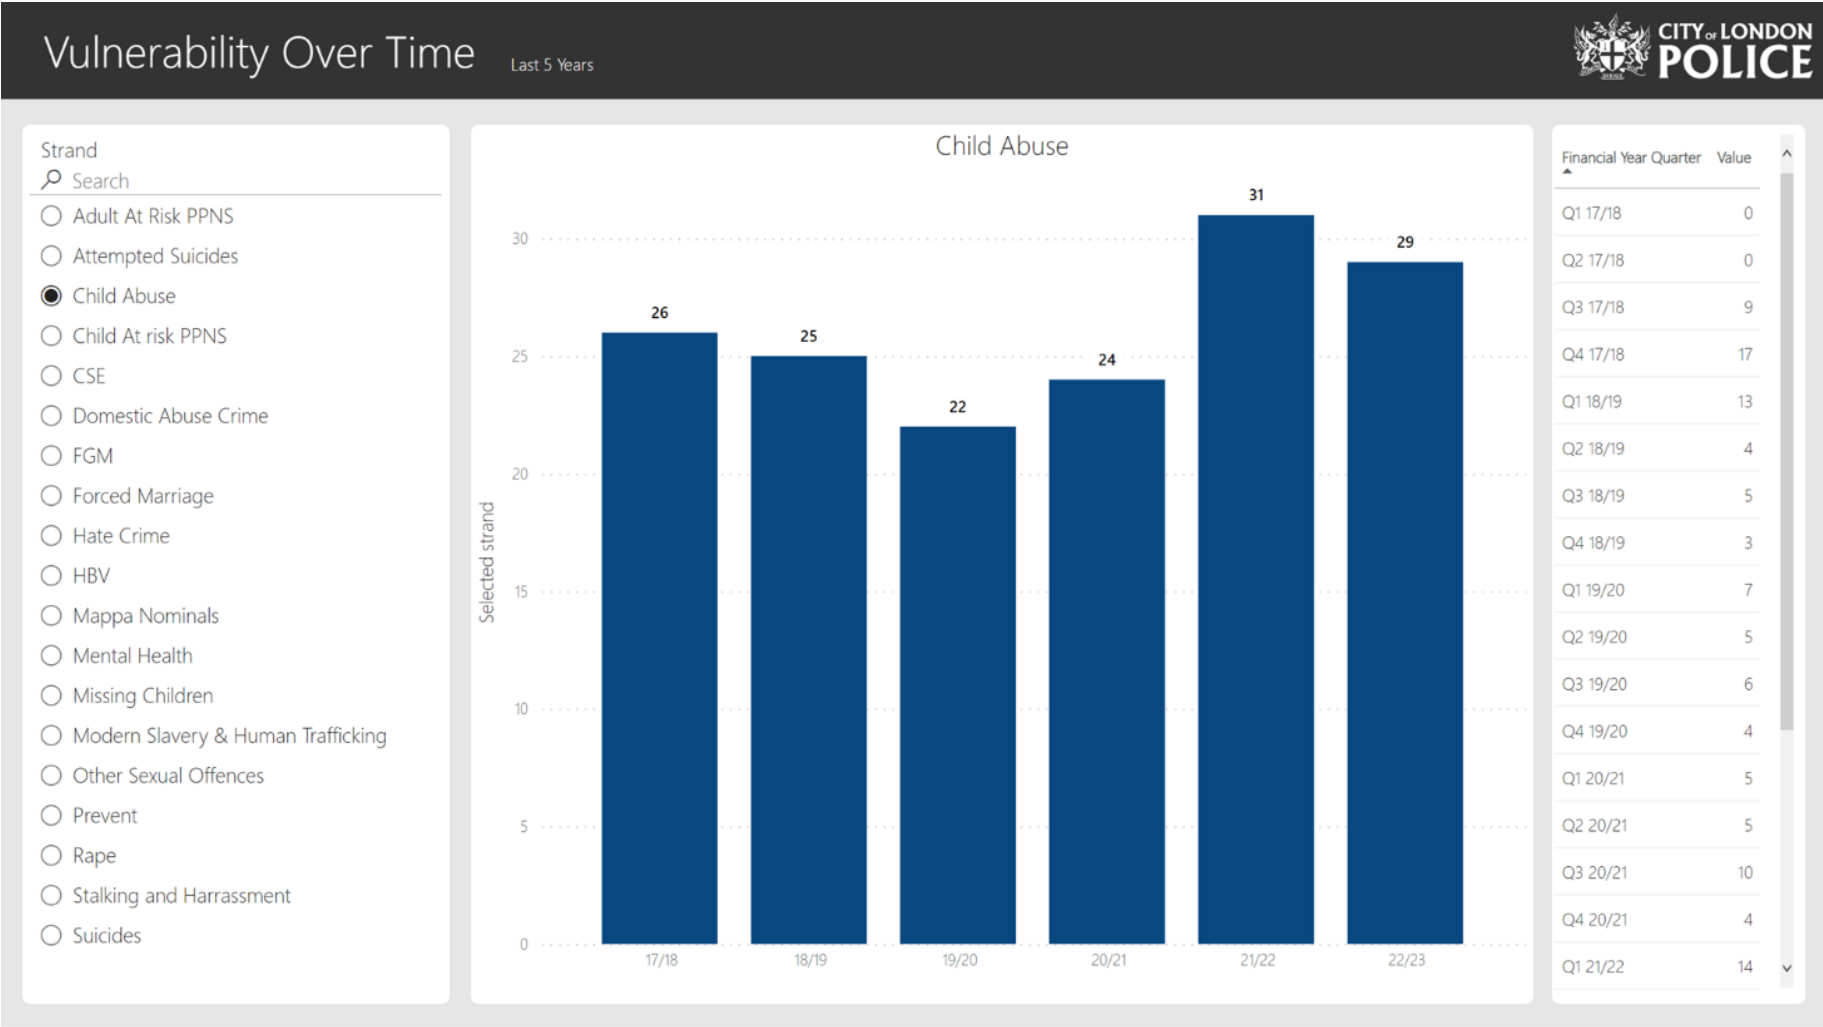 Vulnerability Over Time Last 5 Years
CITY OF LONDON
POLICE
Strand
Search
Adult At Risk PPNS
Attempted Suicides
Child Abuse
Child At risk PPNS
CSE
Domestic Abuse Crime
FGM
Forced Marriage
Hate Crime
HBV
Mappa Nominals
Mental Health
Missing Children
Modern Slavery & Human Trafficking
Other Sexual Offences
Prevent
Rape
Stalking and Harrassment
Suicides
Child Abuse
Selected strand
30
25
20
15
10
5
0
26
25
22
24
31
29
17/18
18/19
19/20
20/21
21/22
22/23
Financial Year Quarter Value
Q1 17/18 0
Q2 17/18 0
Q3 17/18 9
Q4 17/18 17
Q1 18/19 13
Q2 18/19 4
Q3 18/19 5
Q4 18/19 3
Q1 19/20 7
Q2 19/20 5
Q3 19/20 6
Q4 19/20 4
Q1 20/21 5
Q2 20/21 5
Q3 20/21 10
Q4 20/21 4
Q1 21/22 14